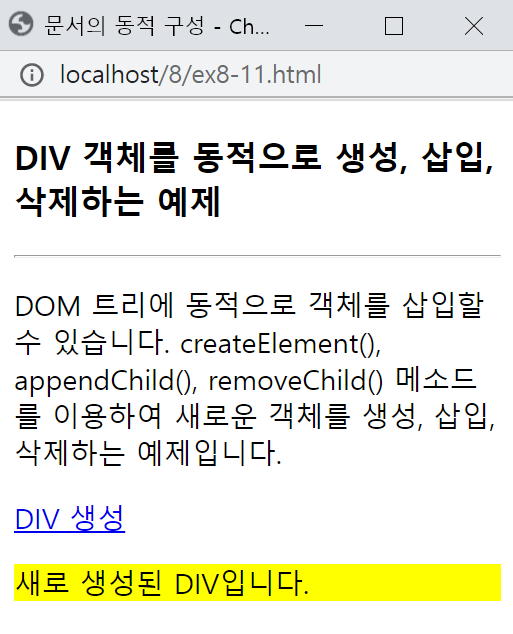 문서의 동적 구성 - Ch...
localhost/8/ex8-11.html
DIV 객체를 동적으로 생성, 삽입,
삭제하는 예제
DOM 트리에 동적으로 객체를 삽입할
수 있습니다. createElement(),
appendChild(), removeChild() 메소드
를 이용하여 새로운 객체를 생성, 삽입,
삭제하는 예제입니다.
DIV 생성
새로 생성된 DIV입니다.